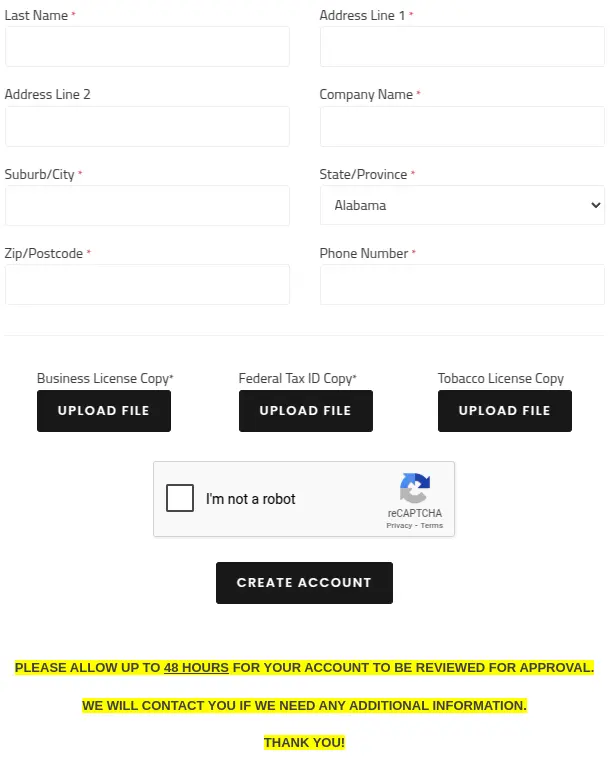 Last Name *
Address Line 1 *
Address Line 2
Company Name *
Suburb/City *
State/Province *
Alabama
Zip/Postcode *
Phone Number *
Business License Copy*
Federal Tax ID Copy*
Tobacco License Copy
UPLOAD FILE
UPLOAD FILE
UPLOAD FILE
I'm not a robot
reCAPTCHA
Privacy - Terms
CREATE ACCOUNT
PLEASE ALLOW UP TO 48 HOURS FOR YOUR ACCOUNT TO BE REVIEWED FOR APPROVAL.
WE WILL CONTACT YOU IF WE NEED ANY ADDITIONAL INFORMATION.
THANK YOU!